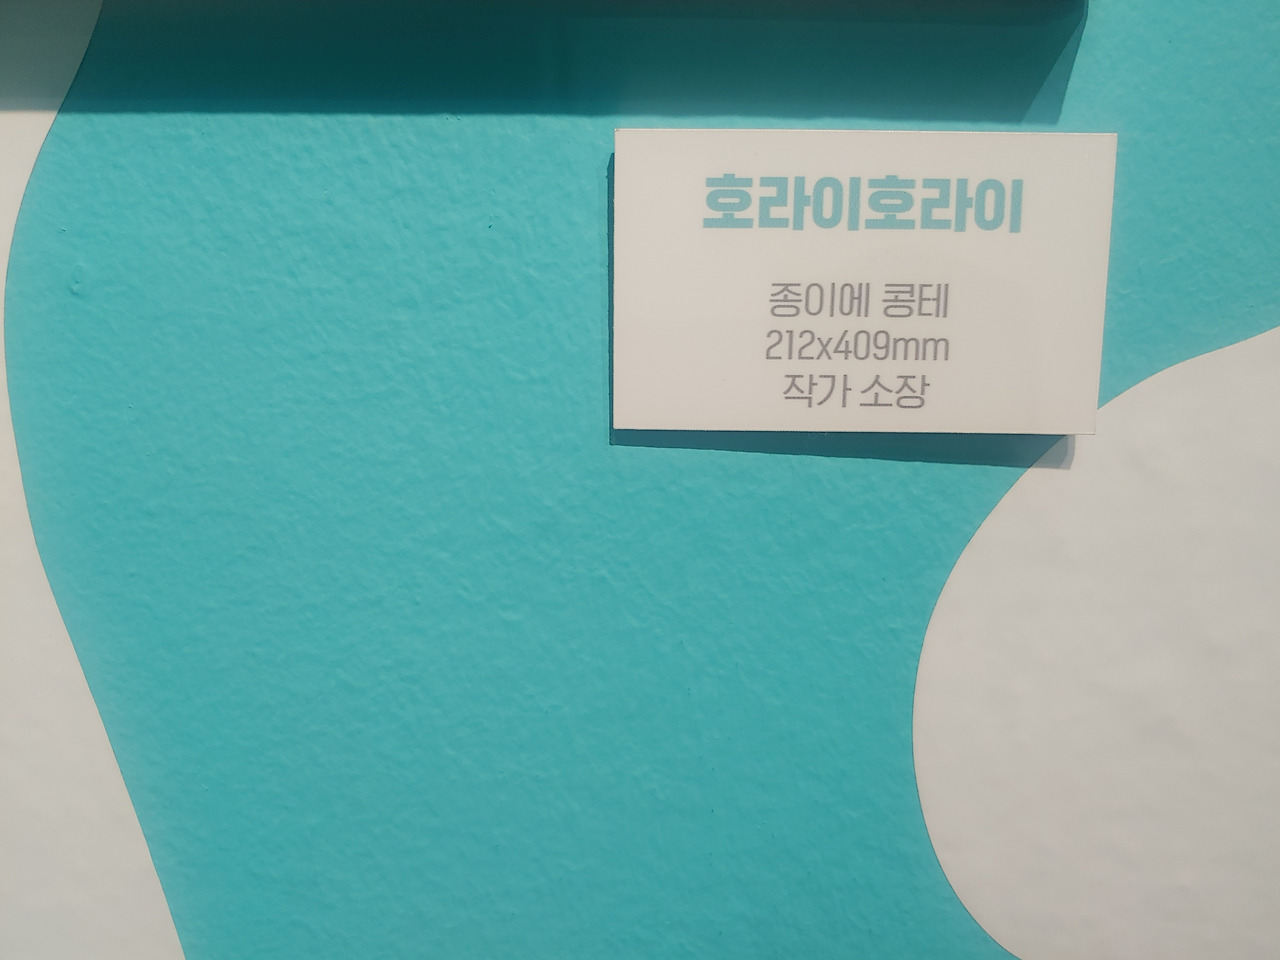 호라이호라이
종이에 콩테
212x409mm
작가 소장